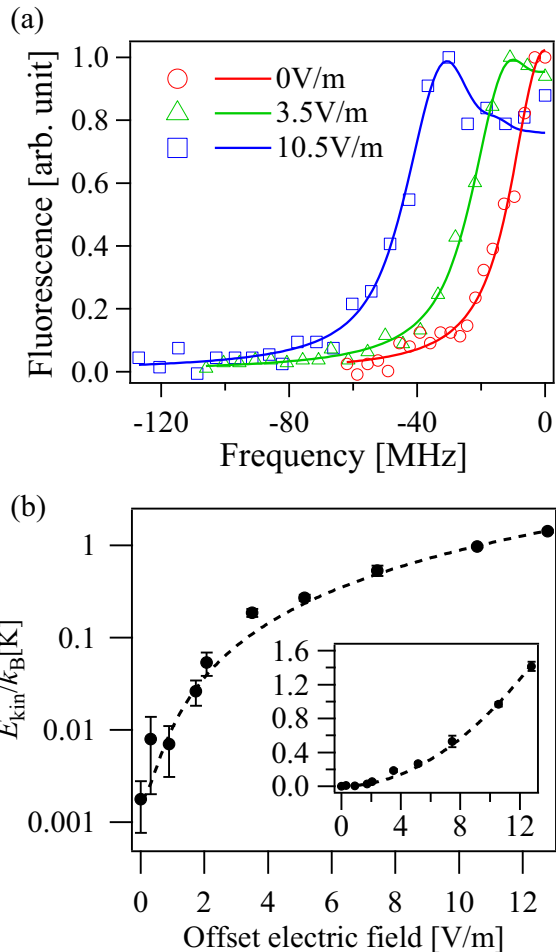 (a)
1.0
0.8
0.6
0.4
0.2
0.0
Fluorescence [arb. unit]
0V/m
3.5V/m
10.5V/m
-120
-80
-40
0
Frequency [MHz]
(b)
1
0.1
0.01
0.001
E_kin/k_B[K]
1.6
1.2
0.8
0.4
0.0
0 4 8 12
0 2 4 6 8 10 12
Offset electric field [V/m]